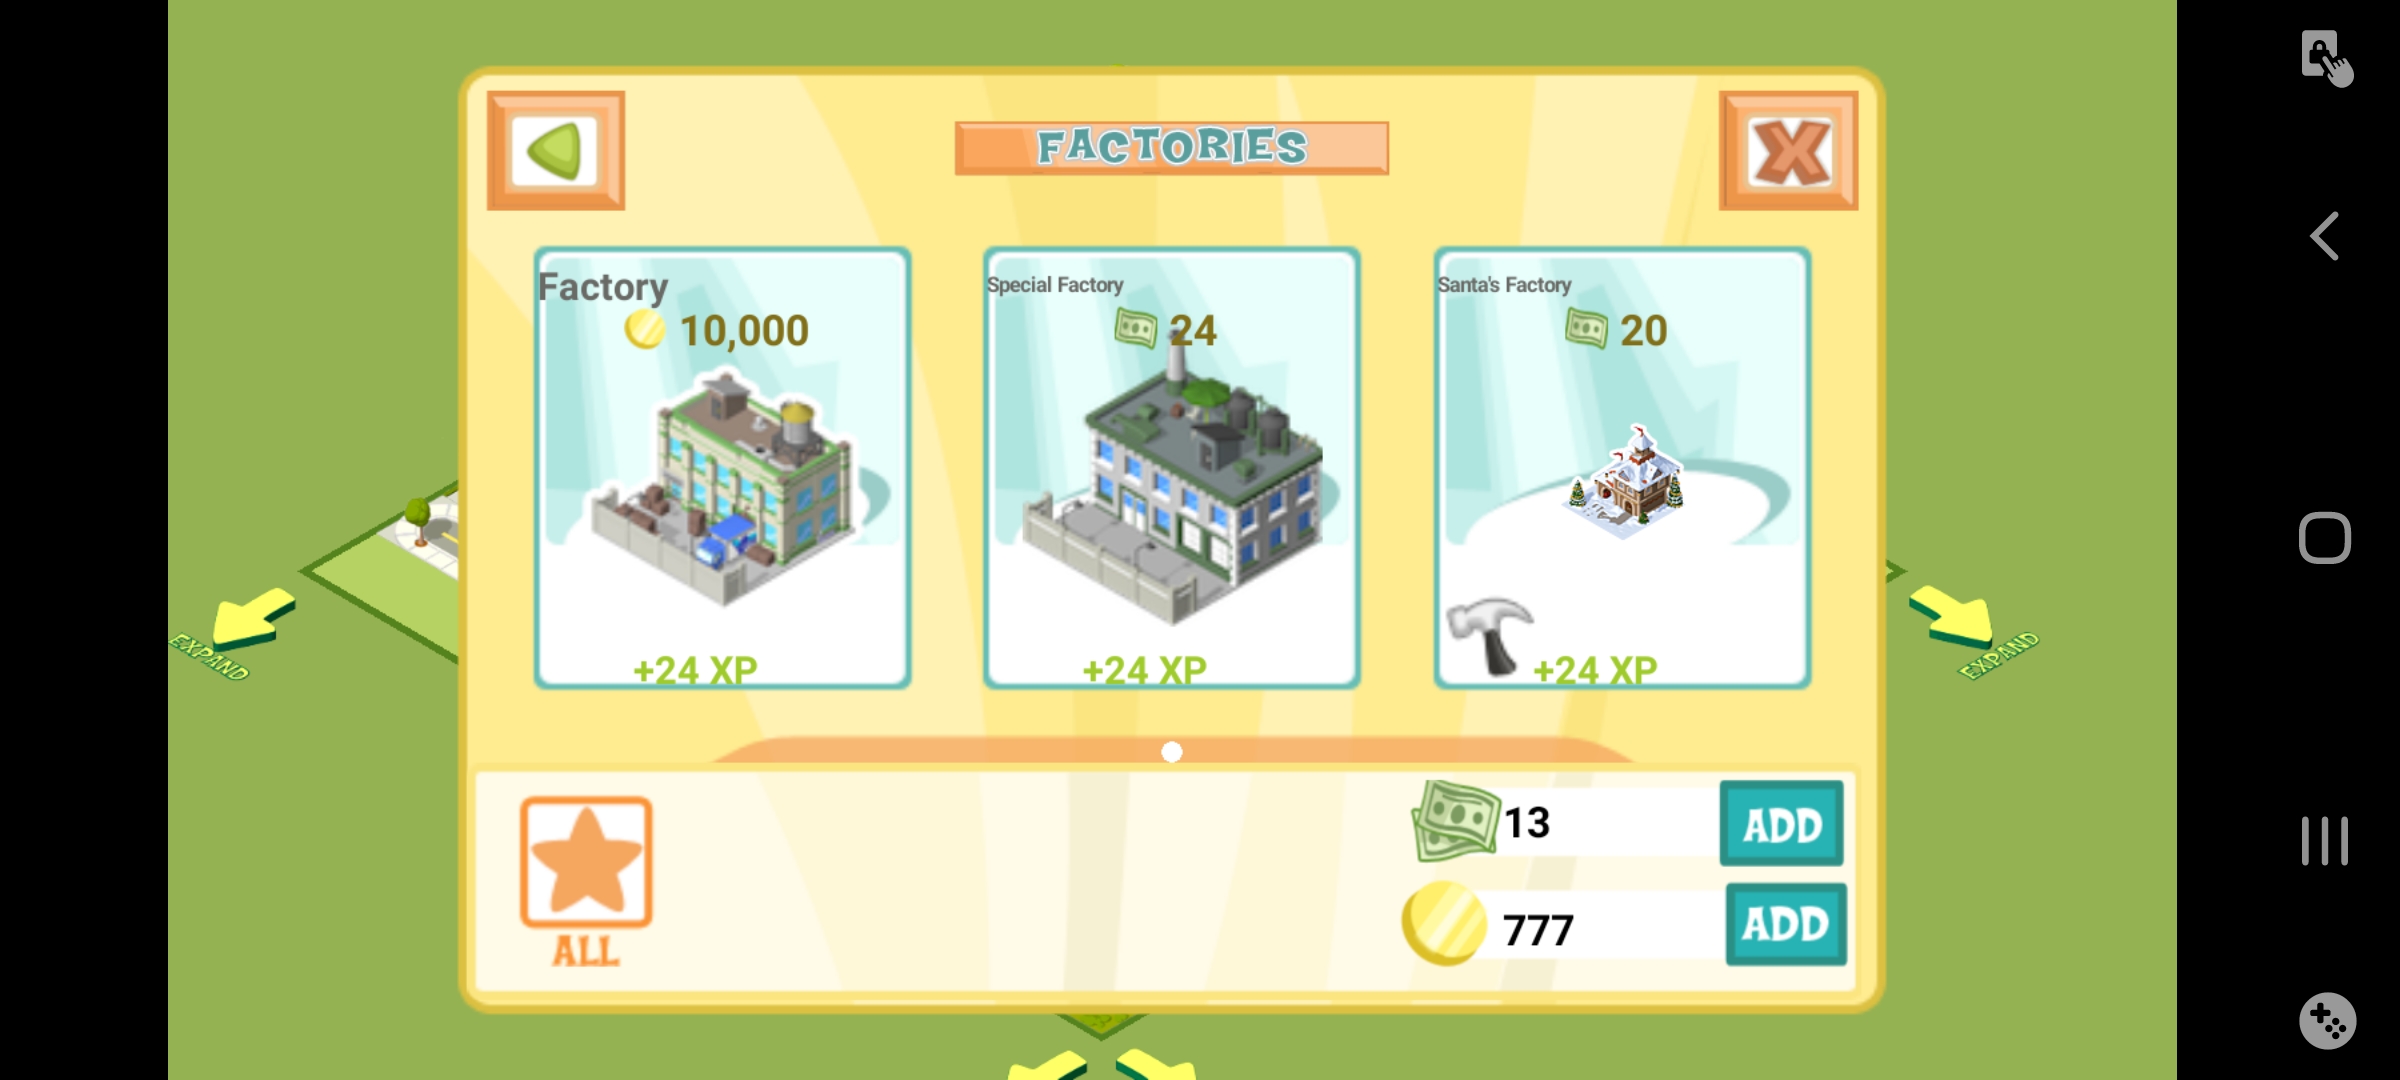 FACTORIES
Factory
10,000
+24 XP
Special Factory
24
+24 XP
Santa's Factory
20
+24 XP
EXPAND
EXPAND
ALL
13
ADD
777
ADD